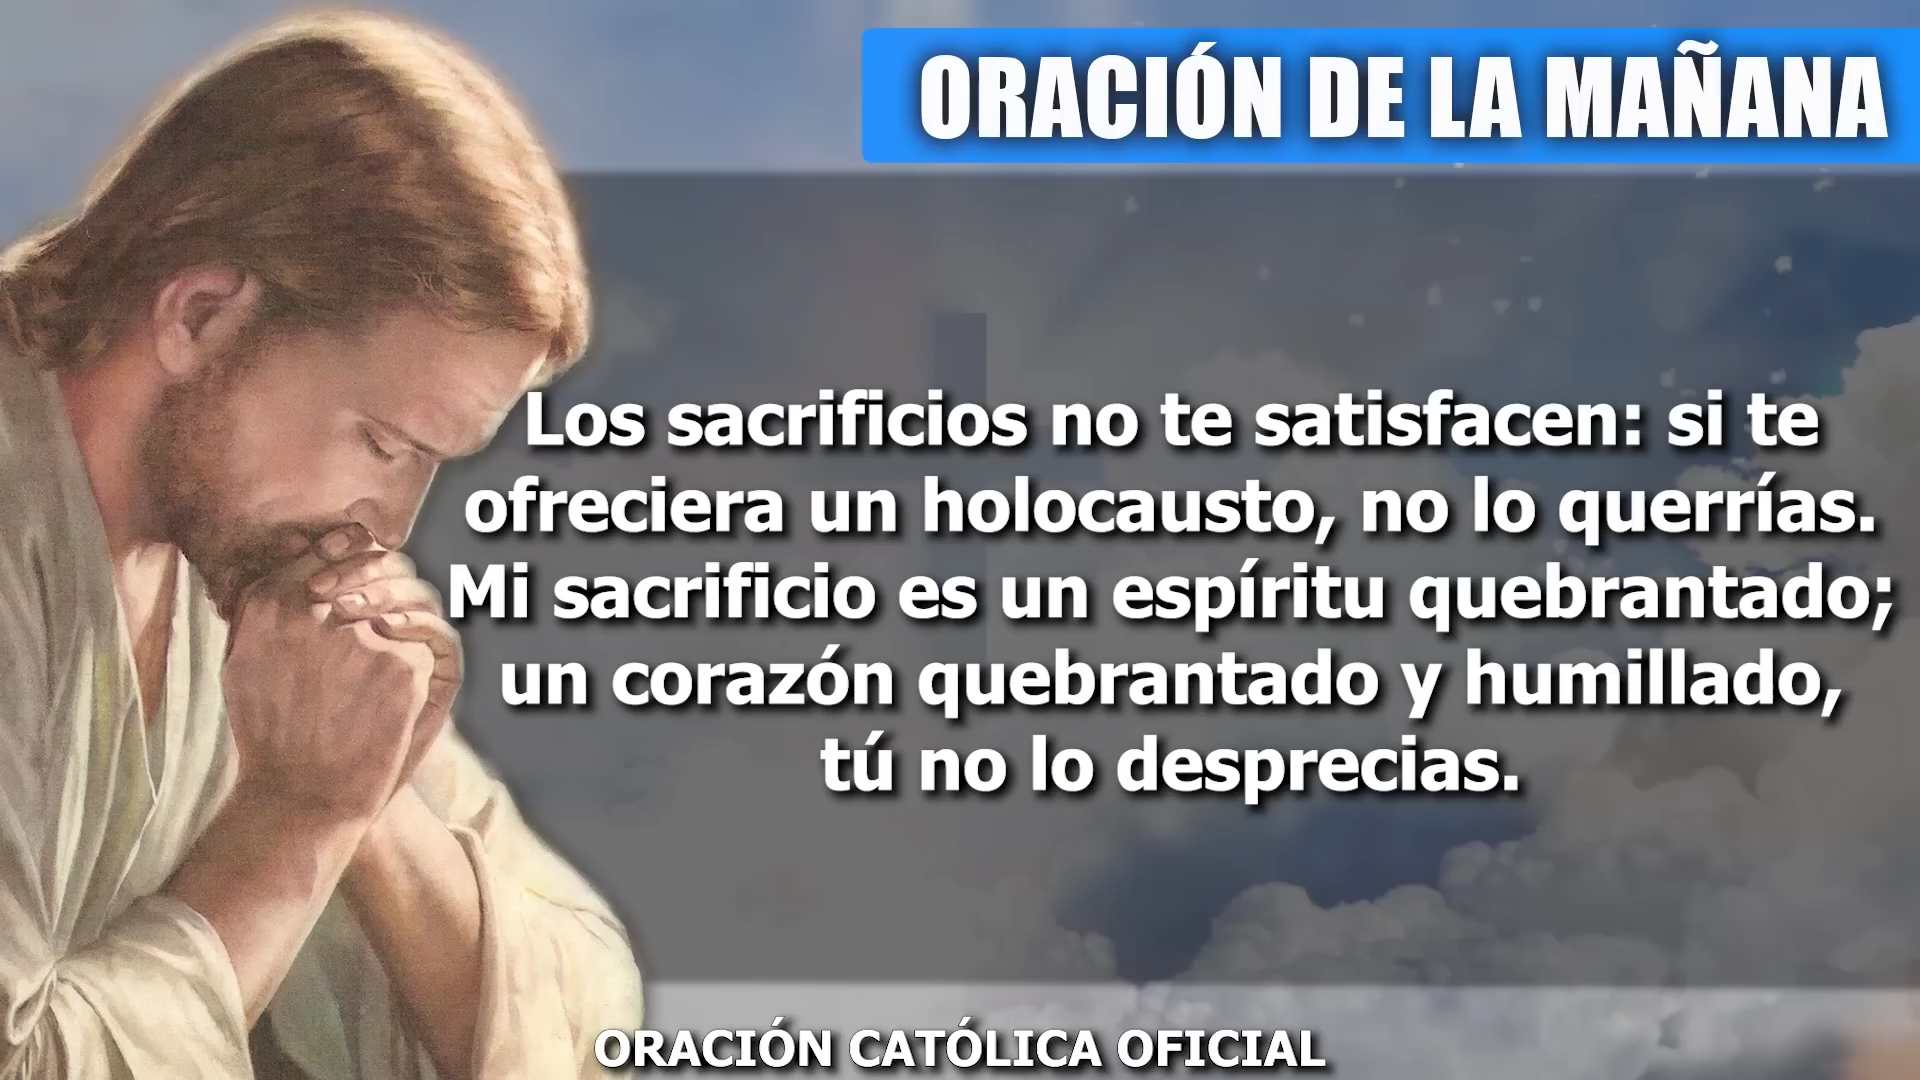 ORACIÓN DE LA MAÑANA
Los sacrificios no te satisfacen: si te
ofreciera un holocausto, no lo querrías.
Mi sacrificio es un espíritu quebrantado;
un corazón quebrantado y humillado,
tú no lo desprecias.
ORACIÓN CATÓLICA OFICIAL